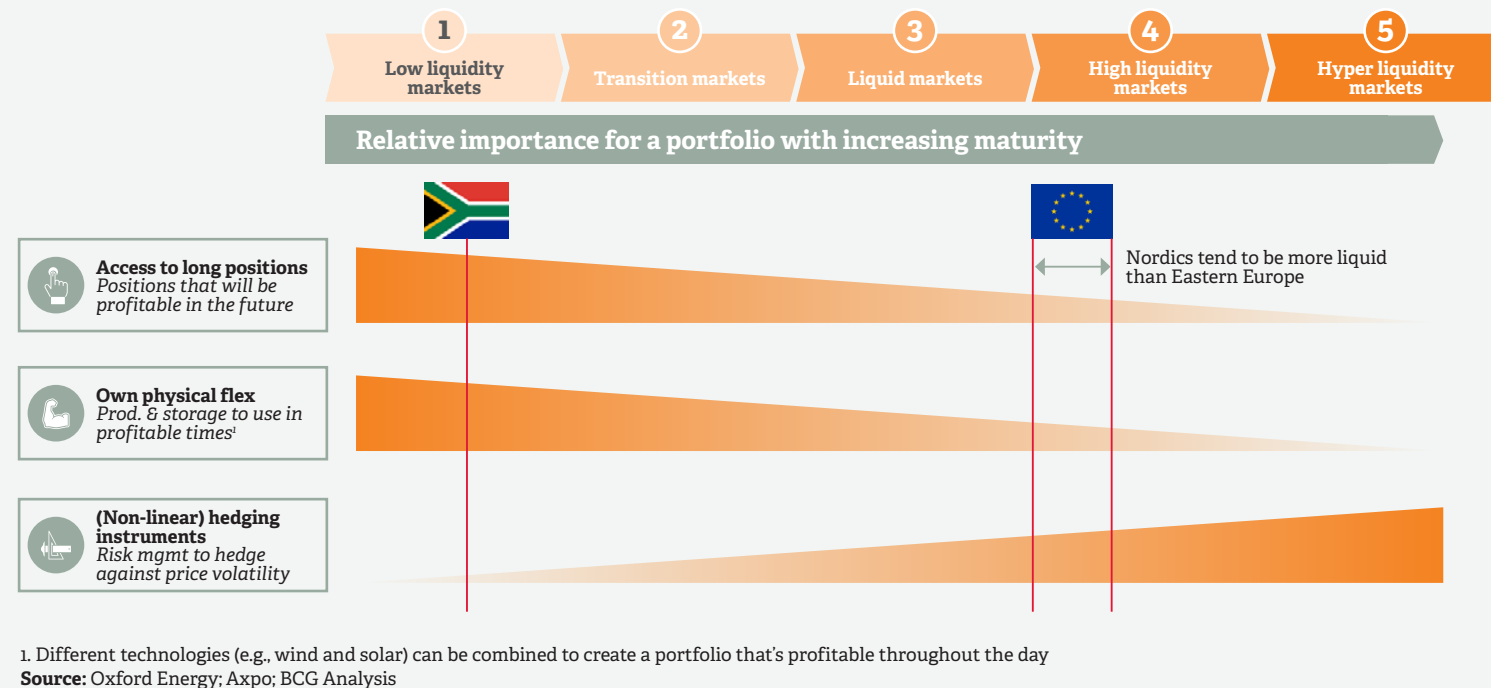 1
Low liquidity
markets
2
Transition markets
3
Liquid markets
4
High liquidity
markets
5
Hyper liquidity
markets
Relative importance for a portfolio with increasing maturity
Access to long positions
Positions that will be
profitable in the future
Nordics tend to be more liquid
than Eastern Europe
Own physical flex
Prod. & storage to use in
profitable times¹
(Non-linear) hedging
instruments
Risk mgmt to hedge
against price volatility
1. Different technologies (e.g., wind and solar) can be combined to create a portfolio that's profitable throughout the day
Source: Oxford Energy; Axpo; BCG Analysis